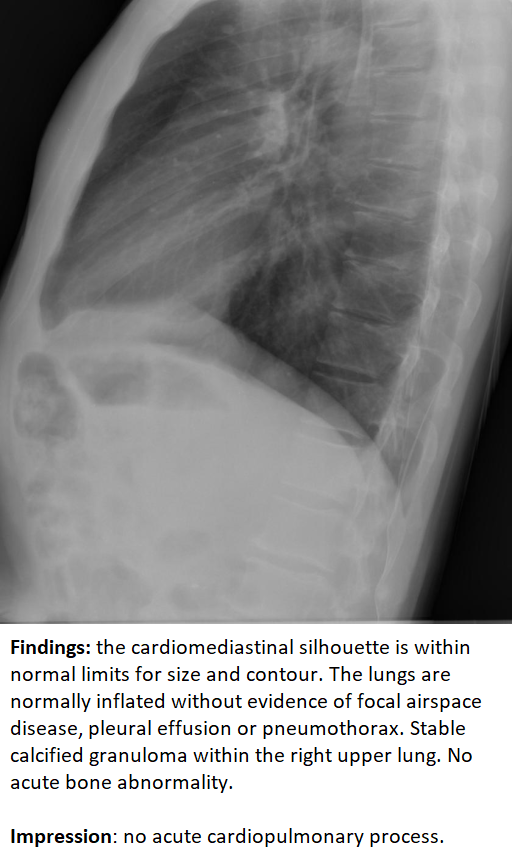 Findings: the cardiomediastinal silhouette is within
normal limits for size and contour. The lungs are
normally inflated without evidence of focal airspace
disease, pleural effusion or pneumothorax. Stable
calcified granuloma within the right upper lung. No
acute bone abnormality.
Impression: no acute cardiopulmonary process.